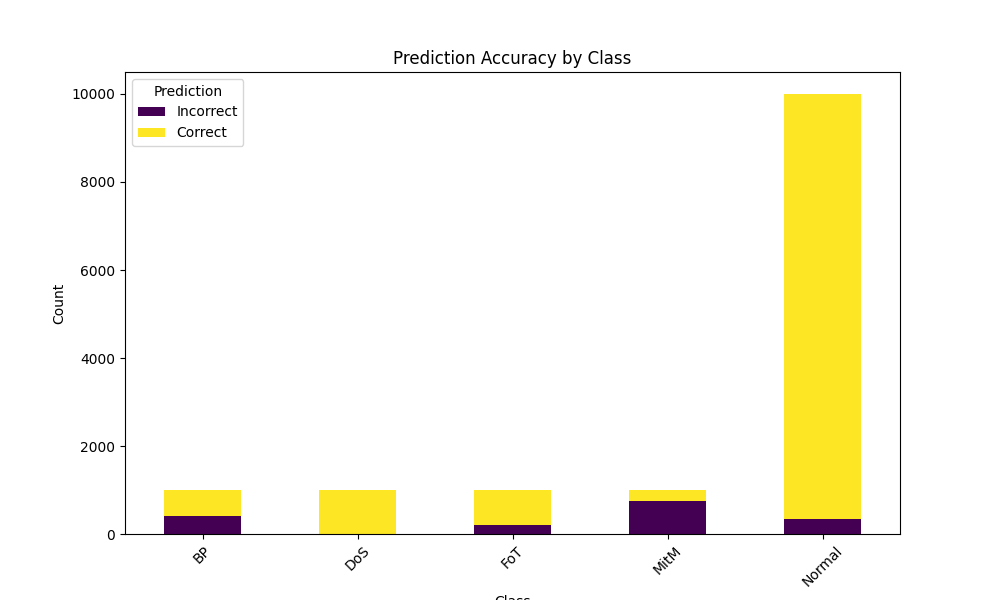 Prediction Accuracy by Class
Prediction
Incorrect
Correct
10000
8000
6000
4000
2000
0
Count
BP
DoS
FoT
MitM
Normal
Class